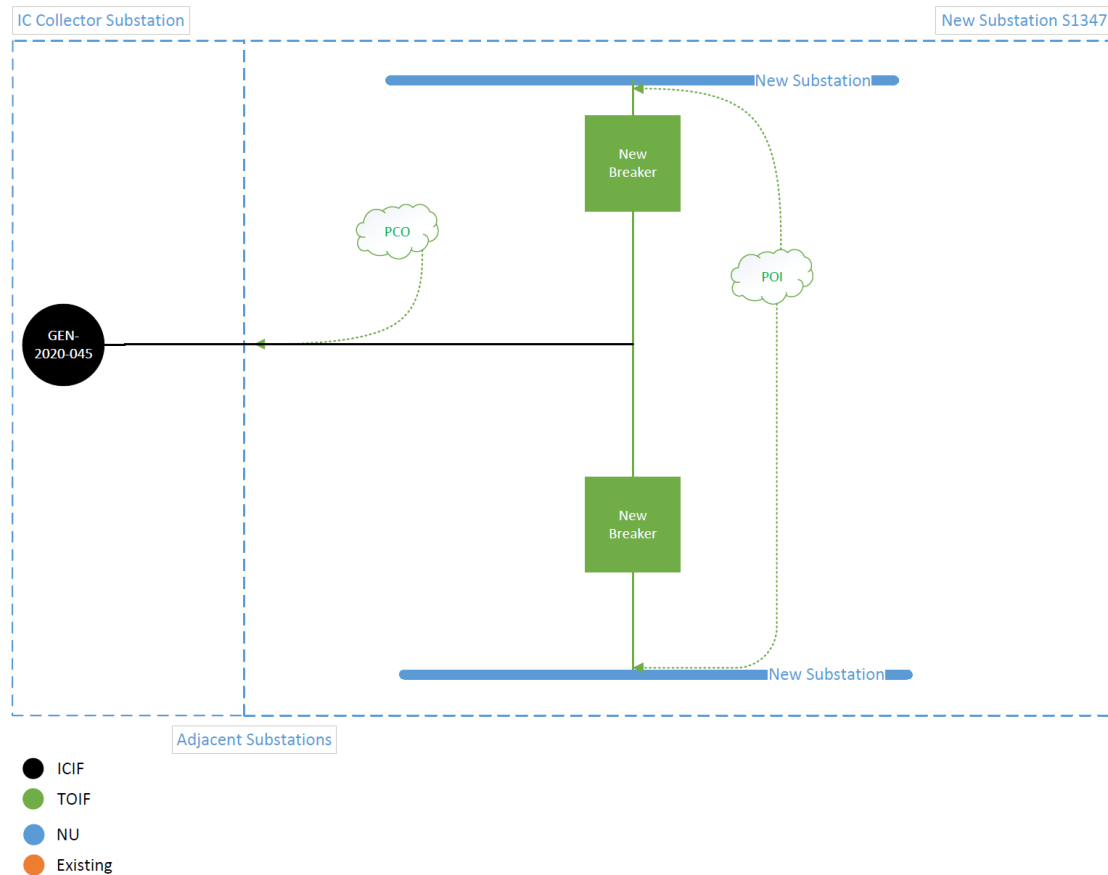 IC Collector Substation
New Substation S1347
New Substation
New
Breaker
PCO
POI
GEN-
2020-045
New
Breaker
New Substation
Adjacent Substations
ICIF
TOIF
NU
Existing